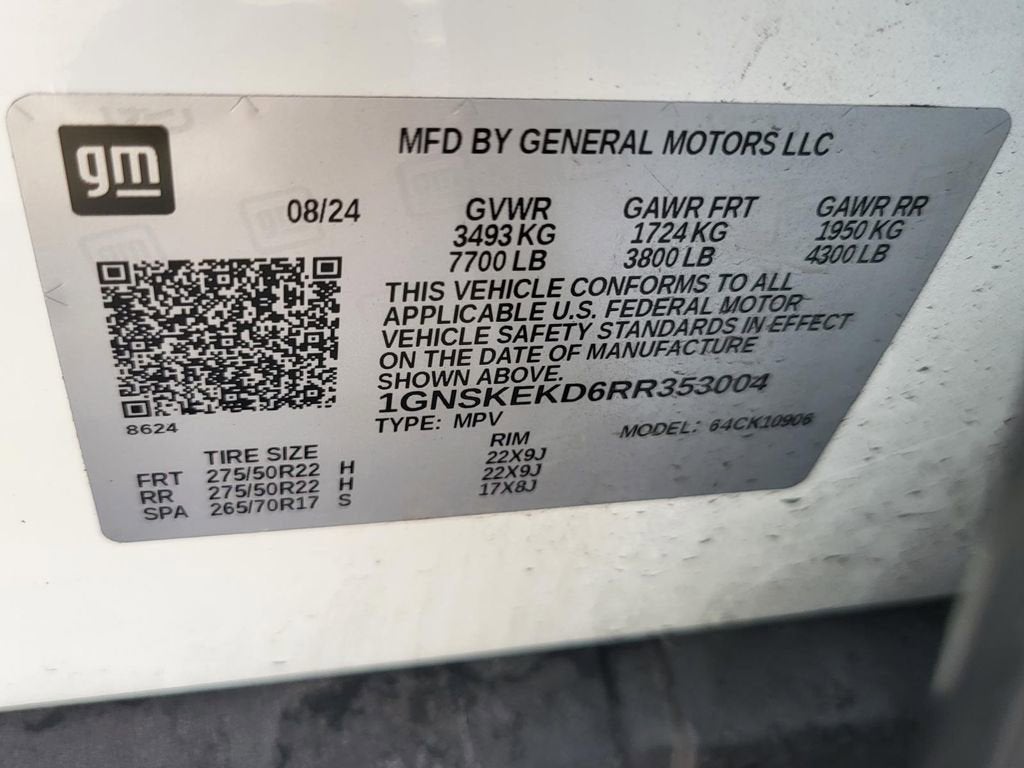 gm
MFD BY GENERAL MOTORS LLC
08/24 GVWR GAWR FRT GAWR RR
3493 KG 1724 KG 1950 KG
7700 LB 3800 LB 4300 LB
THIS VEHICLE CONFORMS TO ALL
APPLICABLE U.S. FEDERAL MOTOR
VEHICLE SAFETY STANDARDS IN EFFECT
ON THE DATE OF MANUFACTURE
SHOWN ABOVE.
1GNSKEKD6RR353004
8624
TYPE: MPV MODEL: 64CK10906
TIRE SIZE RIM
FRT 275/50R22 H 22X9J
RR 275/50R22 H 22X9J
SPA 265/70R17 S 17X8J